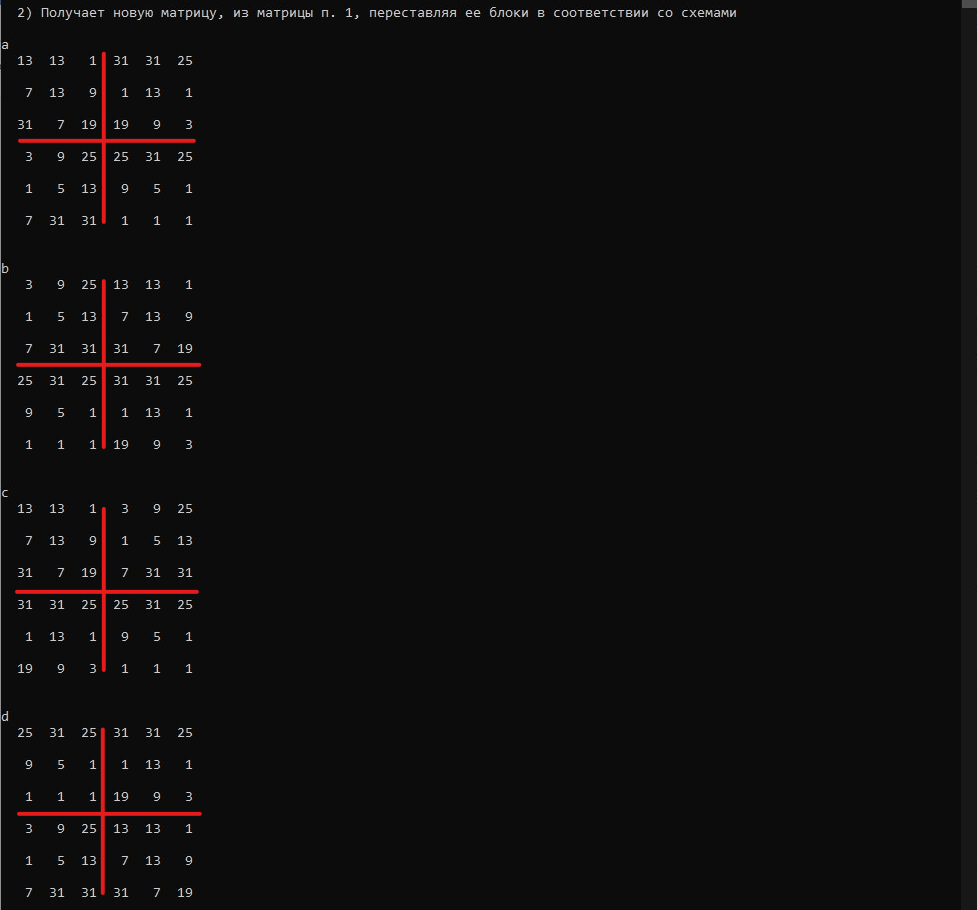 2) Получает новую матрицу, из матрицы п. 1, переставляя ее блоки в соответствии со схемами
a
13 13 1 31 31 25
7 13 9 1 13 1
31 7 19 19 9 3
3 9 25 25 31 25
1 5 13 9 5 1
7 31 31 1 1 1
b
3 9 25 13 13 1
1 5 13 7 13 9
7 31 31 31 7 19
25 31 25 31 31 25
9 5 1 1 13 1
1 1 1 19 9 3
c
13 13 1 3 9 25
7 13 9 1 5 13
31 7 19 7 31 31
31 31 25 25 31 25
1 13 1 9 5 1
19 9 3 1 1 1
d
25 31 25 31 31 25
9 5 1 1 13 1
1 1 1 19 9 3
3 9 25 13 13 1
1 5 13 7 13 9
7 31 31 31 7 19